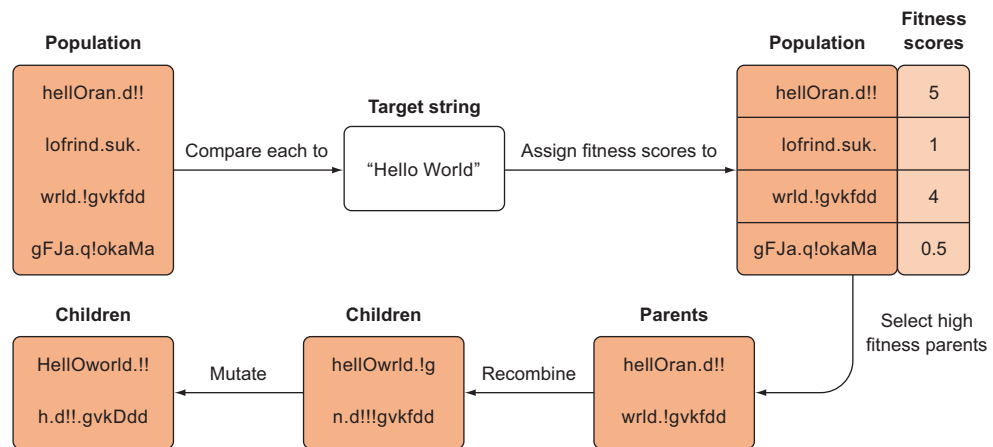 Population
hellOran.d!!
lofrind.suk.
wrld.!gvkfdd
gFJa.q!okaMa
Compare each to
Target string
“Hello World”
Assign fitness scores to
Population
Fitness
scores
hellOran.d!! 5
lofrind.suk. 1
wrld.!gvkfdd 4
gFJa.q!okaMa 0.5
Select high
fitness parents
Parents
hellOran.d!!
wrld.!gvkfdd
Recombine
Children
hellOwrld.!g
n.d!!!gvkfdd
Mutate
Children
HellOworld.!!
h.d!!.gvkDdd